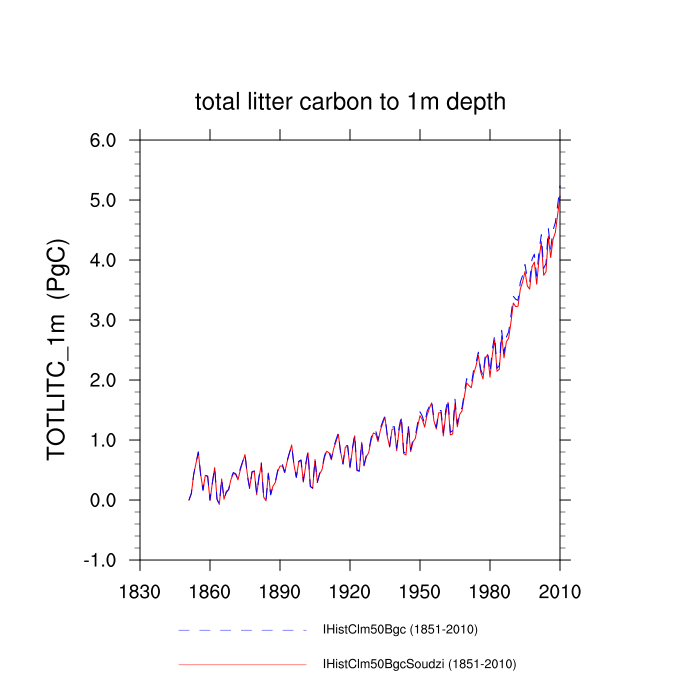 total litter carbon to 1m depth
6.0
5.0
4.0
3.0
2.0
1.0
0.0
-1.0
TOTLITC_1m (PgC)
1830 1860 1890 1920 1950 1980 2010
IHistClm50Bgc (1851-2010)
IHistClm50BgcSoudzi (1851-2010)